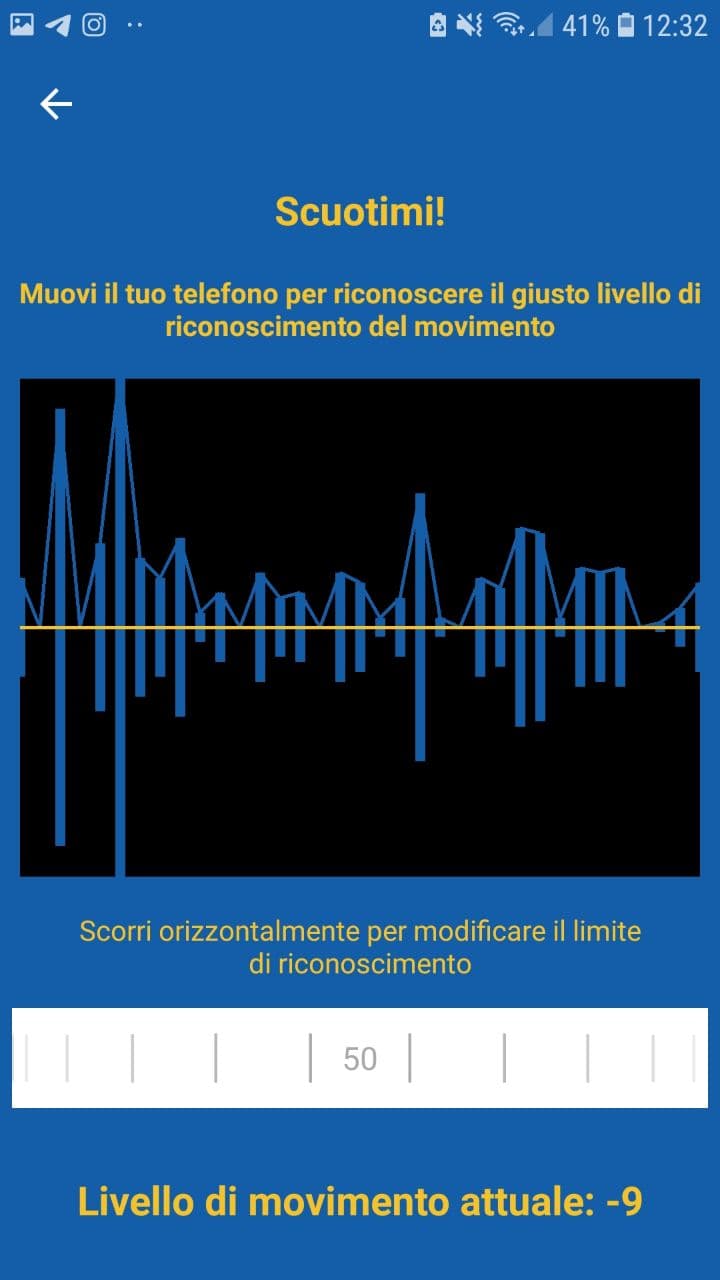 41% 12:32
Scuotimi!
Muovi il tuo telefono per riconoscere il giusto livello di
riconoscimento del movimento
Scorri orizzontalmente per modificare il limite
di riconoscimento
50
Livello di movimento attuale: -9